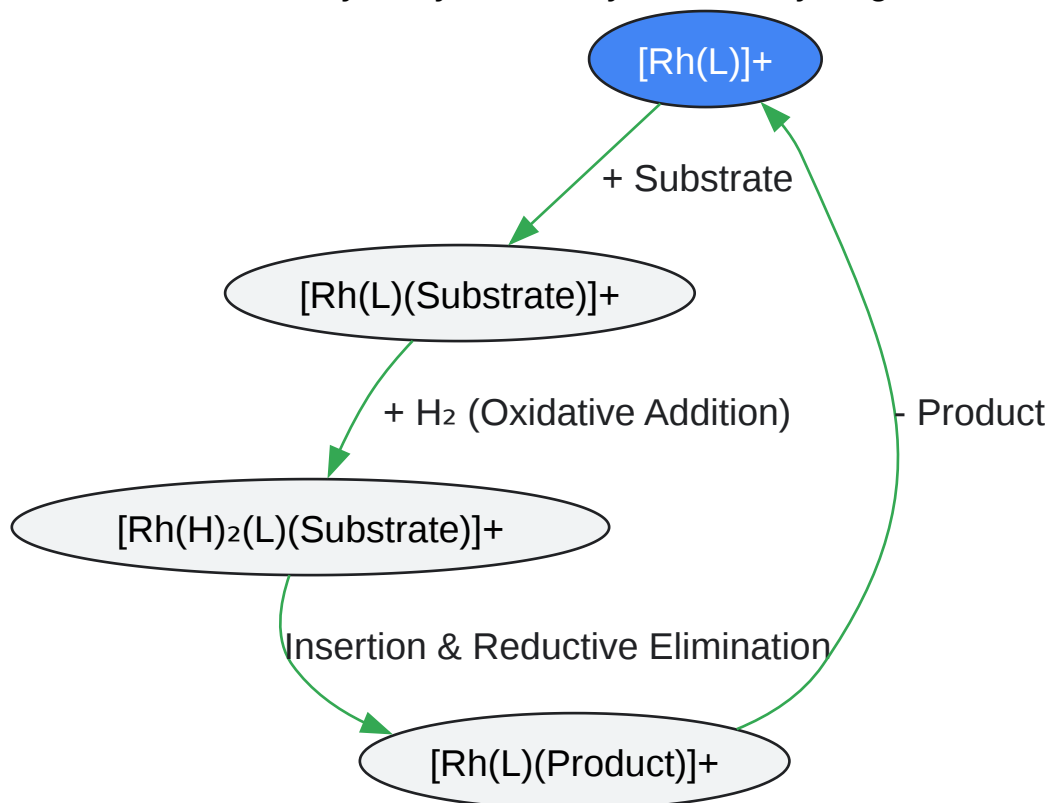 [Rh(L)]+
+ Substrate
[Rh(L)(Substrate)]+
+ H₂ (Oxidative Addition)
- Product
[Rh(H)₂(L)(Substrate)]+
Insertion & Reductive Elimination
[Rh(L)(Product)]+